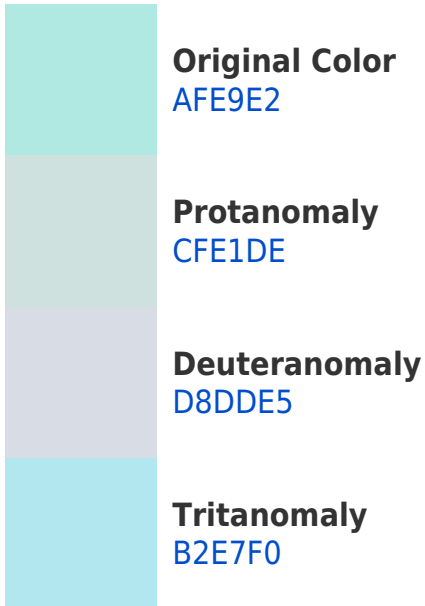 Original Color
AFE9E2
Protanomaly
CFE1DE
Deuteranomaly
D8DDE5
Tritanomaly
B2E7F0